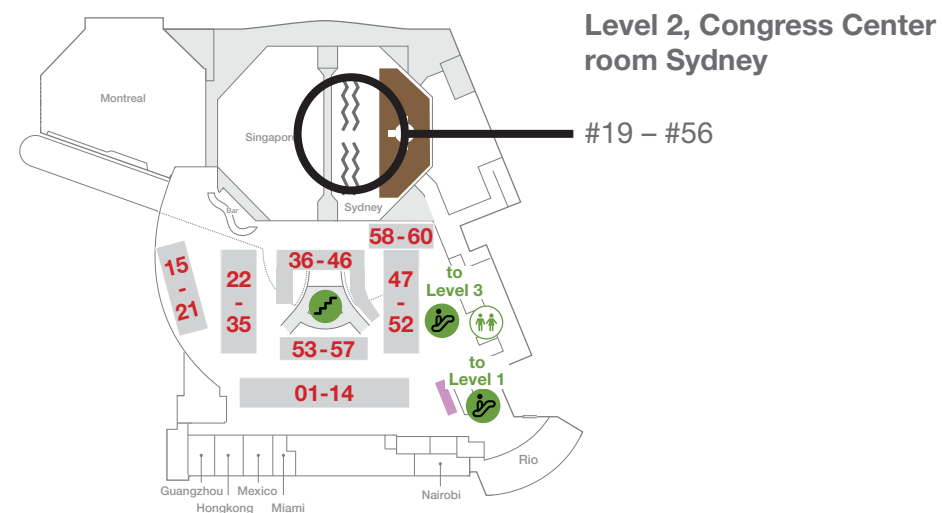 Level 2, Congress Center
room Sydney
#19 – #56
Montreal
Singapore
Sydney
Bar
58-60
36-46
15
-
21
22
-
35
47
-
52
to
Level 3
53-57
to
Level 1
01-14
Rio
Guangzhou
Mexico
Nairobi
Hongkong
Miami